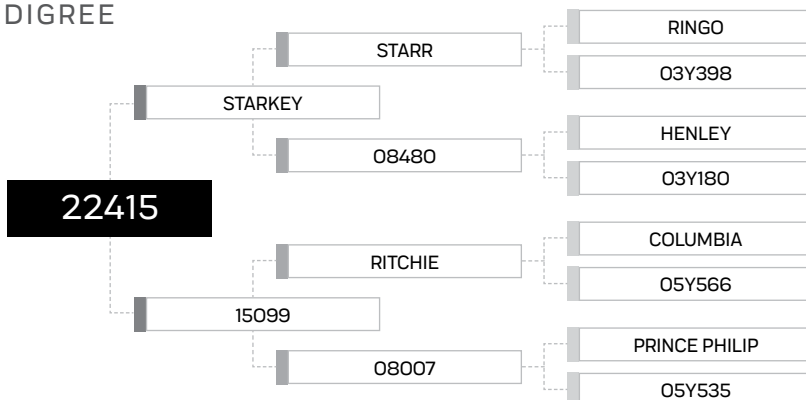 DIGREE
RINGO
STARR
03Y398
STARKEY
HENLEY
08480
03Y180
22415
COLUMBIA
RITCHIE
05Y566
15099
PRINCE PHILIP
08007
05Y535